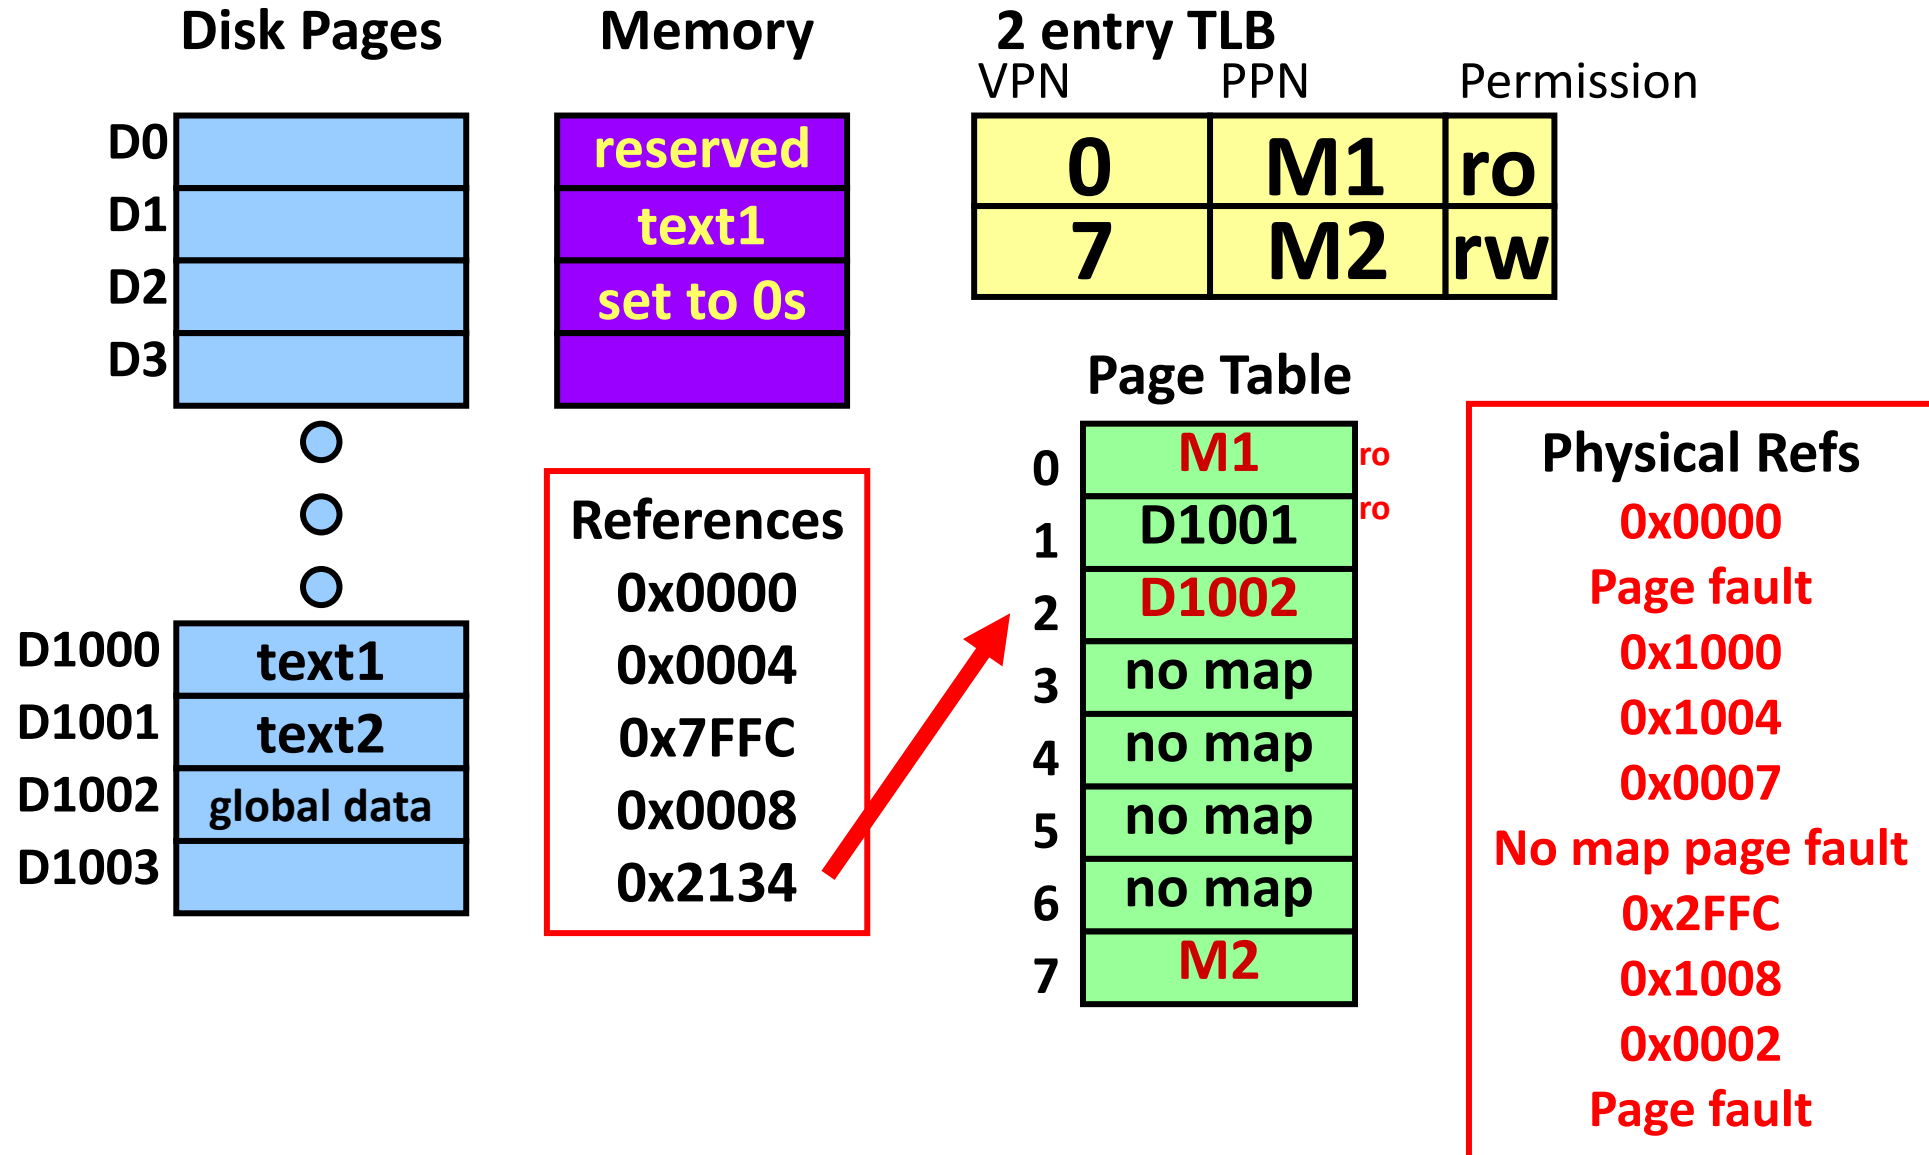 Disk Pages
D0
D1
D2
D3
D1000 text1
D1001 text2
D1002 global data
D1003
Memory
reserved
text1
set to 0s
References
0x0000
0x0004
0x7FFC
0x0008
0x2134
2 entry TLB
VPN PPN Permission
0 M1 ro
7 M2 rw
Page Table
0 M1 ro
1 D1001 ro
2 D1002
3 no map
4 no map
5 no map
6 no map
7 M2
Physical Refs
0x0000
Page fault
0x1000
0x1004
0x0007
No map page fault
0x2FFC
0x1008
0x0002
Page fault